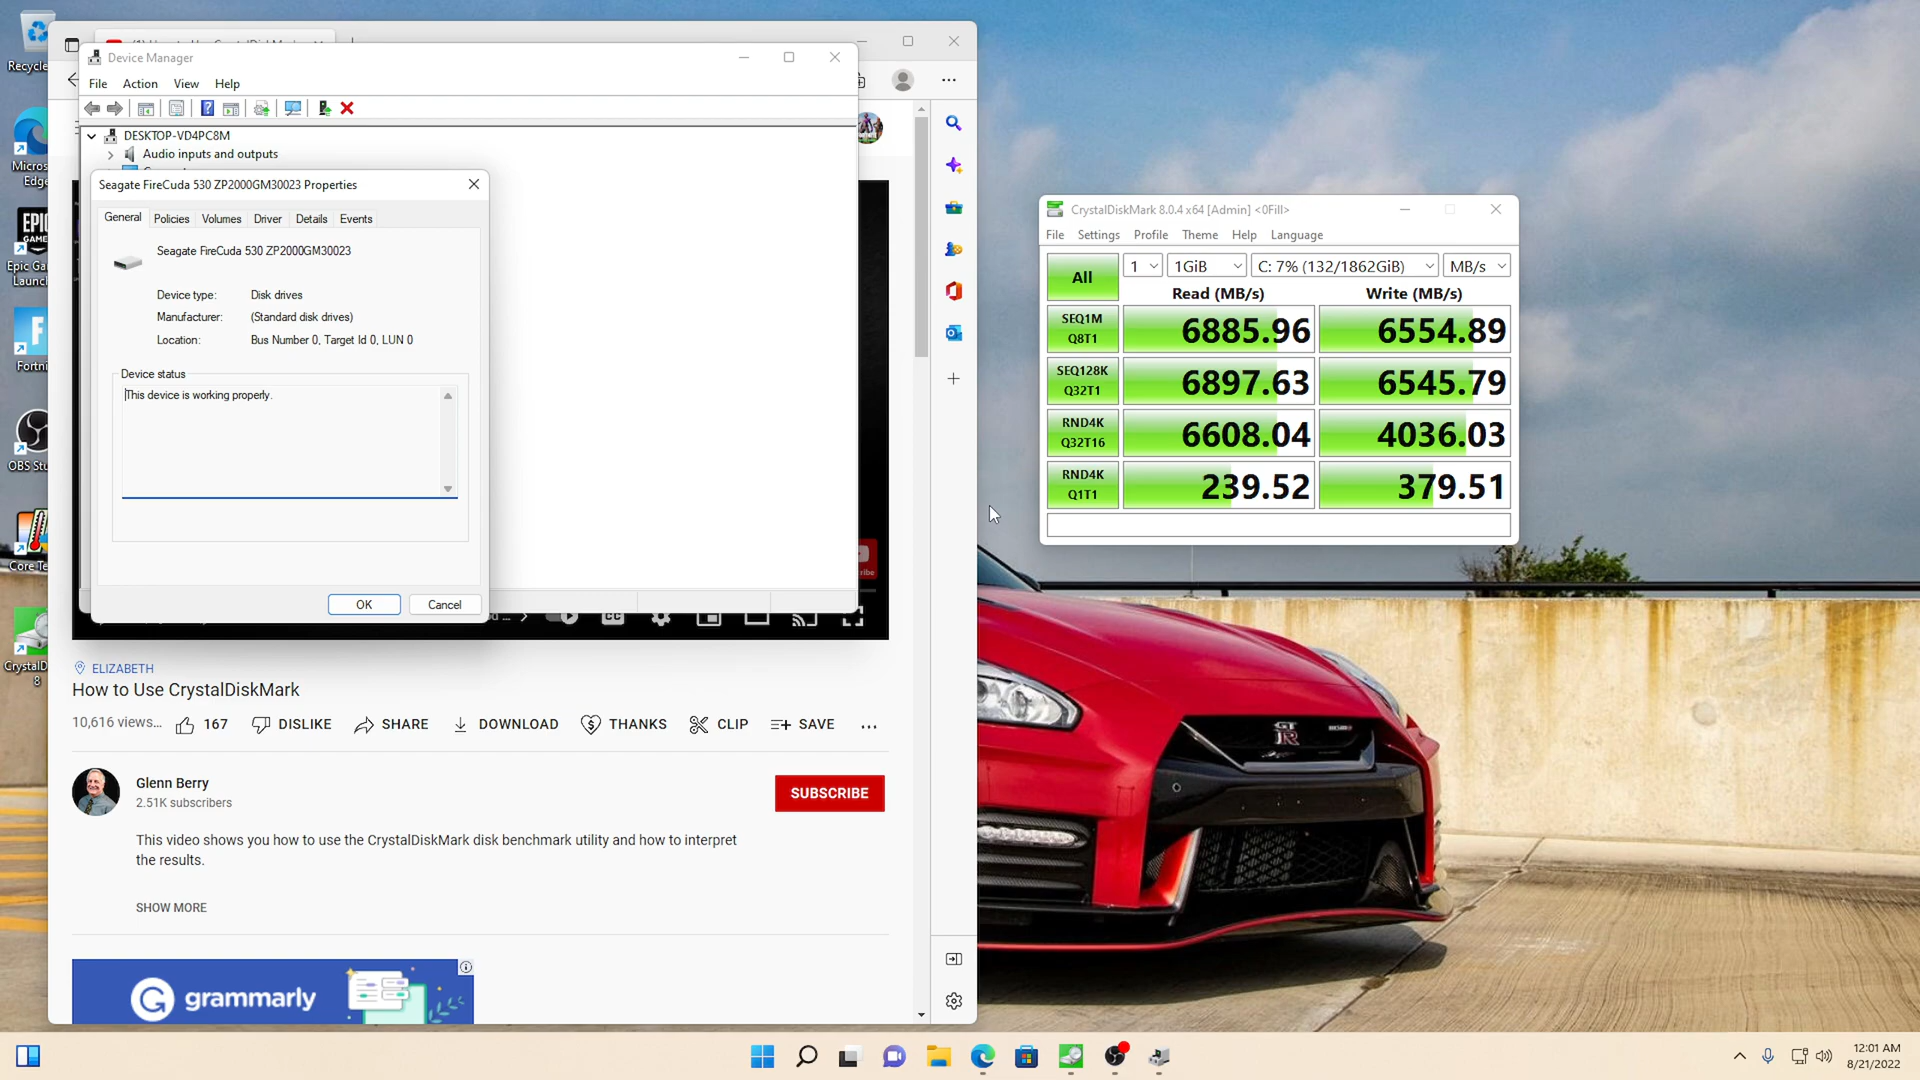 Recycle
Micros
Edge
EPIC
GAME
Epic Ga
Launch
Fortni
OBS Stu
Core Te
CrystalD
8
Device Manager
File Action View Help
DESKTOP-VD4PC8M
Audio inputs and outputs
Seagate FireCuda 530 ZP2000GM30023 Properties
General Policies Volumes Driver Details Events
Seagate FireCuda 530 ZP2000GM30023
Device type: Disk drives
Manufacturer: (Standard disk drives)
Location: Bus Number 0, Target Id 0, LUN 0
Device status
This device is working properly.
OK Cancel
ELIZABETH
How to Use CrystalDiskMark
10,616 views... 167 DISLIKE SHARE DOWNLOAD THANKS CLIP SAVE ...
Glenn Berry
2.51K subscribers
SUBSCRIBE
This video shows you how to use the CrystalDiskMark disk benchmark utility and how to interpret
the results.
SHOW MORE
grammarly
CrystalDiskMark 8.0.4 x64 [Admin] <0Fill>
File Settings Profile Theme Help Language
All 1 1GiB C: 7% (132/1862GiB) MB/s
Read (MB/s) Write (MB/s)
SEQ1M
Q8T1 6885.96 6554.89
SEQ128K
Q32T1 6897.63 6545.79
RND4K
Q32T16 6608.04 4036.03
RND4K
Q1T1 239.52 379.51
GT
R
12:01 AM
8/21/2022